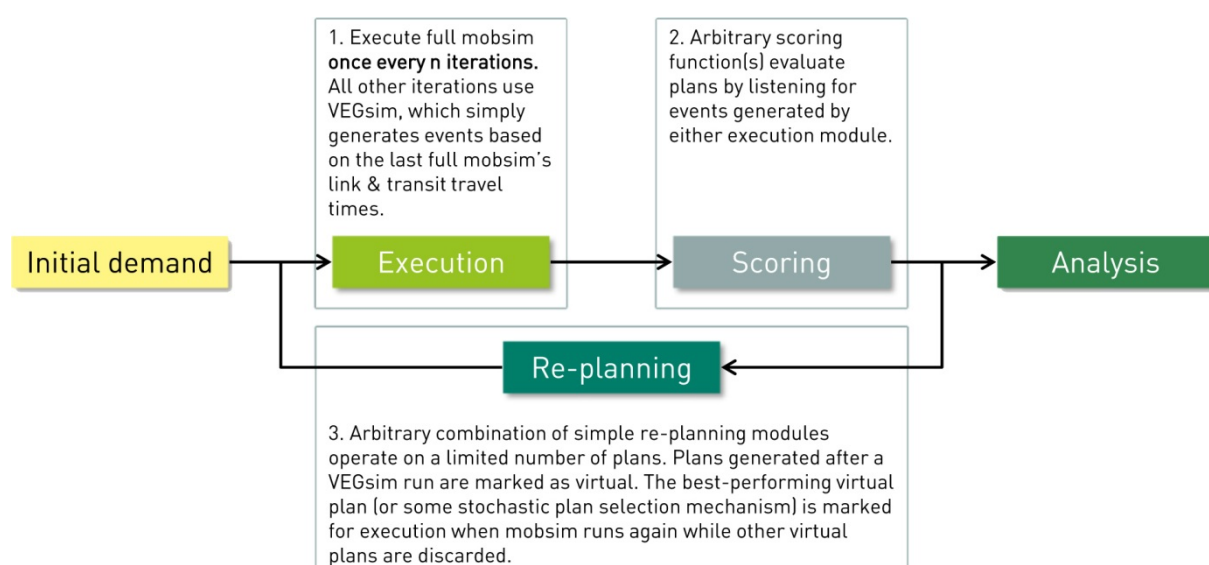 1. Execute full mobsim
once every n iterations.
All other iterations use
VEGsim, which simply
generates events based
on the last full mobsim's
link & transit travel
times.
2. Arbitrary scoring
function(s) evaluate
plans by listening for
events generated by
either execution module.
Initial demand
Execution
Scoring
Analysis
Re-planning
3. Arbitrary combination of simple re-planning modules
operate on a limited number of plans. Plans generated after a
VEGsim run are marked as virtual. The best-performing virtual
plan (or some stochastic plan selection mechanism) is marked
for execution when mobsim runs again while other virtual
plans are discarded.